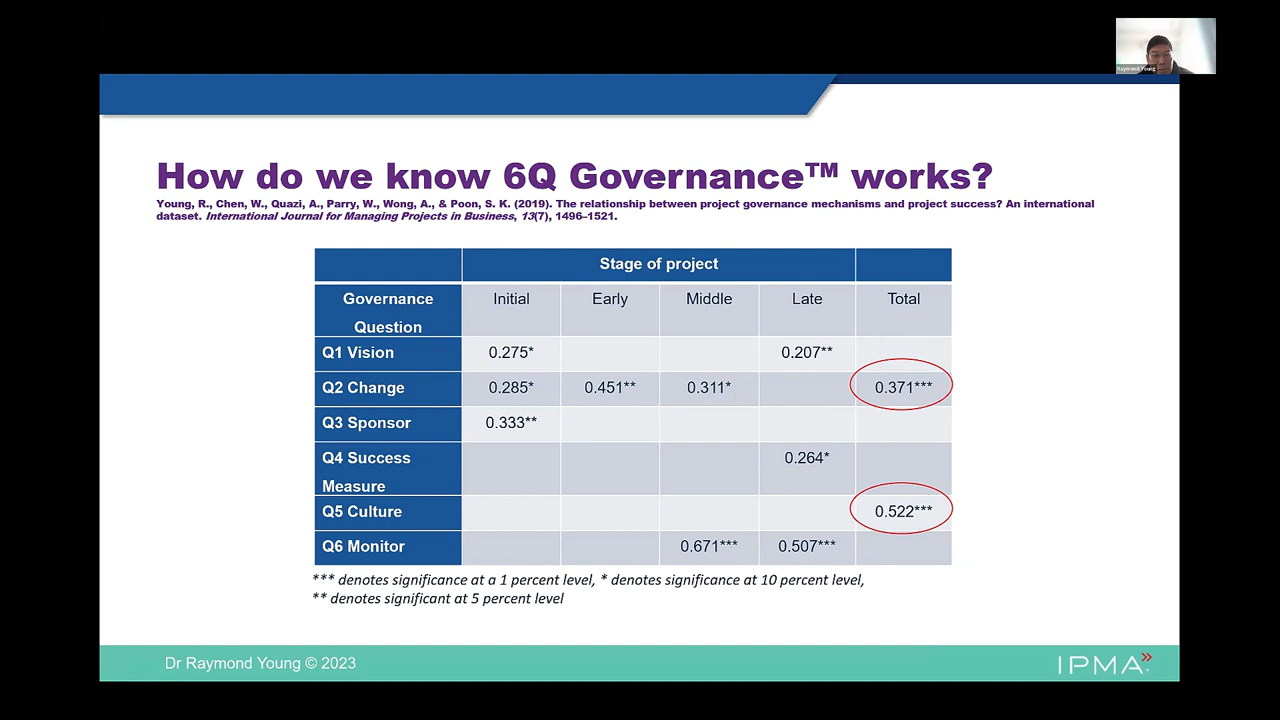 Raymond Young
How do we know 6Q Governance™ works?
Young, R., Chen, W., Quazi, A., Parry, W., Wong, A., & Poon, S. K. (2019). The relationship between project governance mechanisms and project success? An international
dataset. International Journal for Managing Projects in Business, 13(7), 1496–1521.
Stage of project
Governance
Question
Initial Early Middle Late Total
Q1 Vision 0.275* 0.207**
Q2 Change 0.285* 0.451** 0.311* 0.371***
Q3 Sponsor 0.333**
Q4 Success
Measure
0.264*
Q5 Culture 0.522***
Q6 Monitor 0.671*** 0.507***
*** denotes significance at a 1 percent level, * denotes significance at 10 percent level,
** denotes significant at 5 percent level
Dr Raymond Young © 2023
IPMA